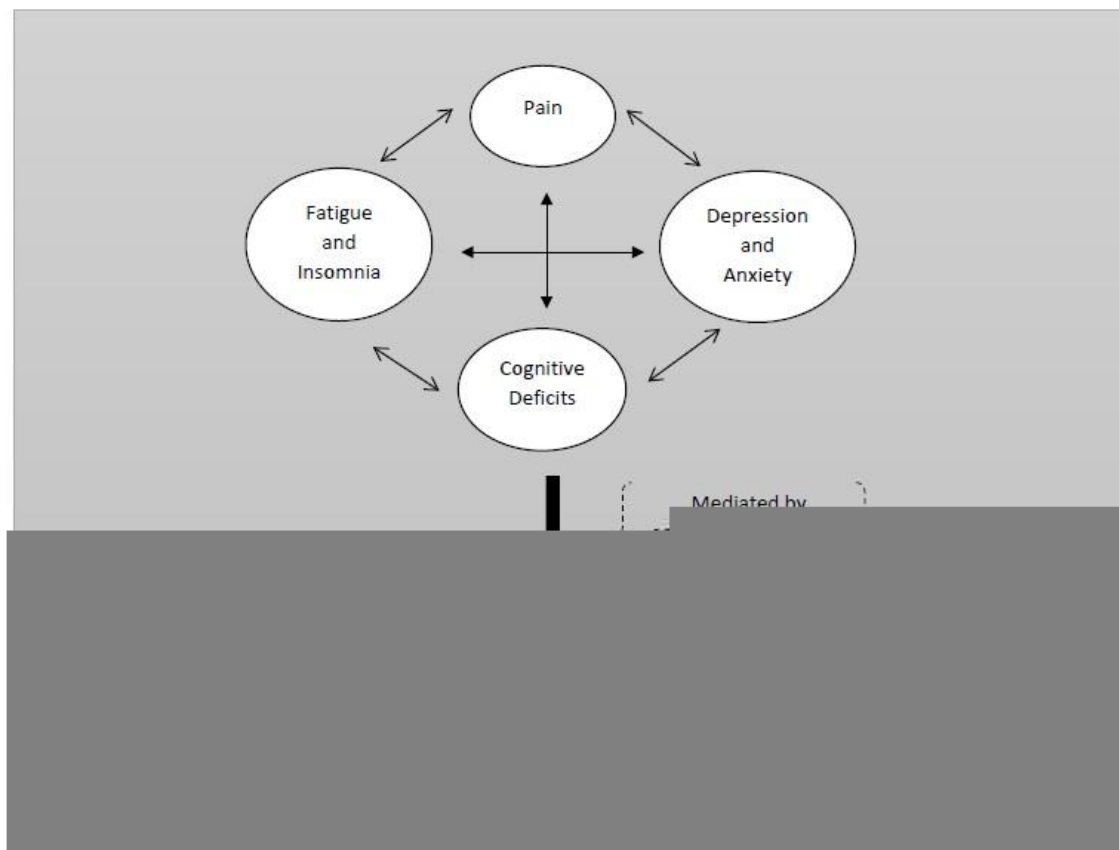 Pain
Fatigue
and
Insomnia
Depression
and
Anxiety
Cognitive
Deficits
Mediated by